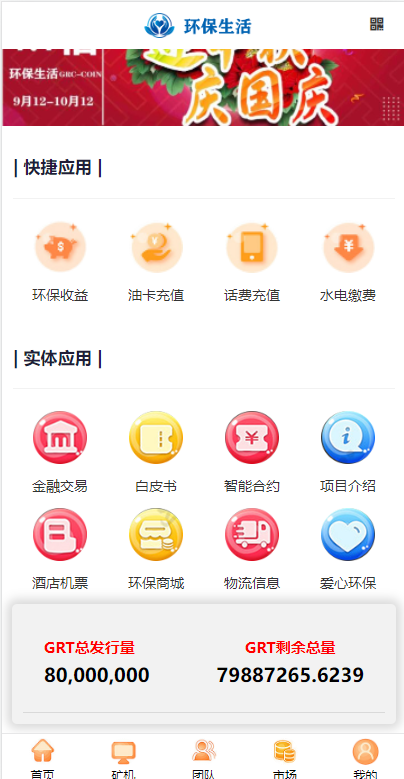 环保生活
环保生活GRC-COIN
9月12-10月12
庆国庆
| 快捷应用 |
环保收益 油卡充值 话费充值 水电缴费
| 实体应用 |
金融交易 白皮书 智能合约 项目介绍
酒店机票 环保商城 物流信息 爱心环保
GRT总发行量 GRT剩余总量
80,000,000 79887265.6239
首页 矿机 团队 市场 我的